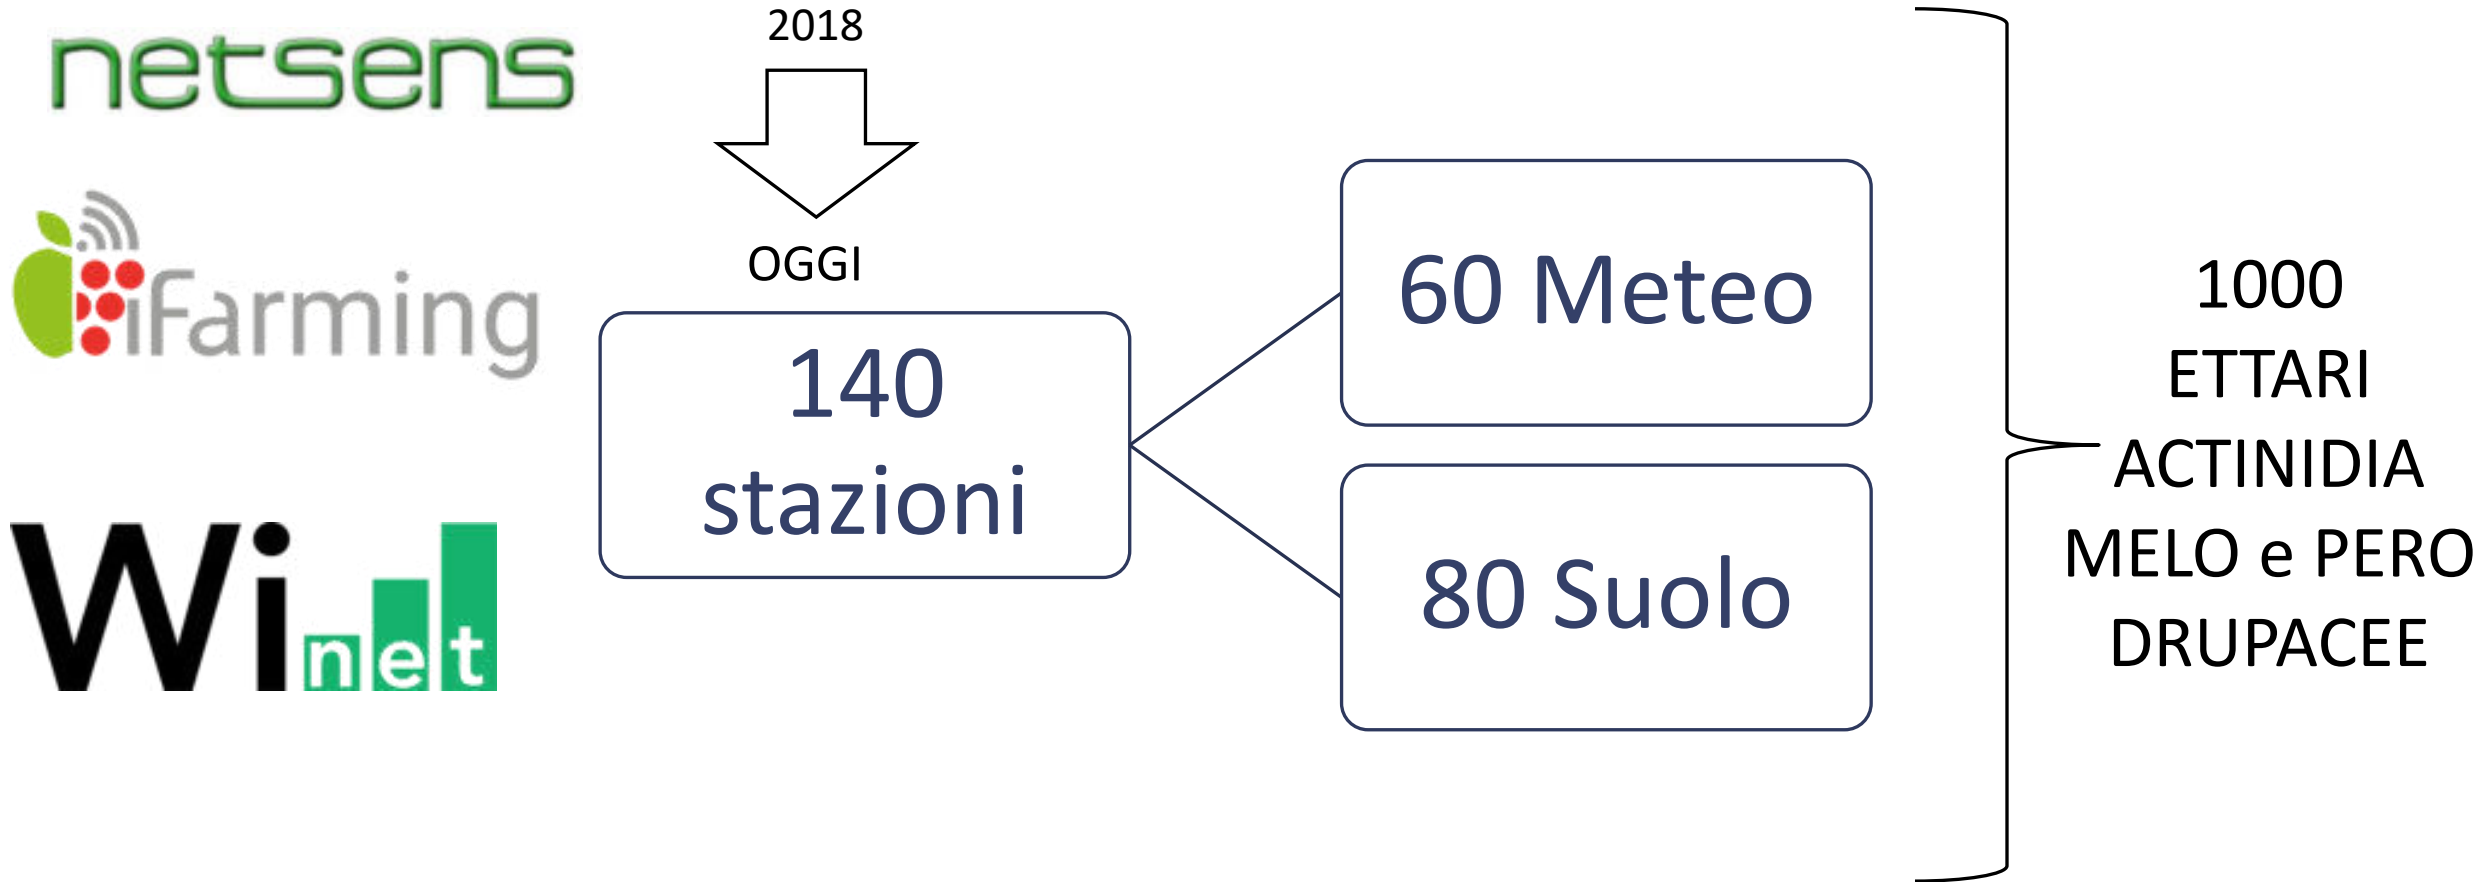 netsens
iFarming
Winet
2018
OGGI
140
stazioni
60 Meteo
80 Suolo
1000
ETTARI
ACTINIDIA
MELO e PERO
DRUPACEE